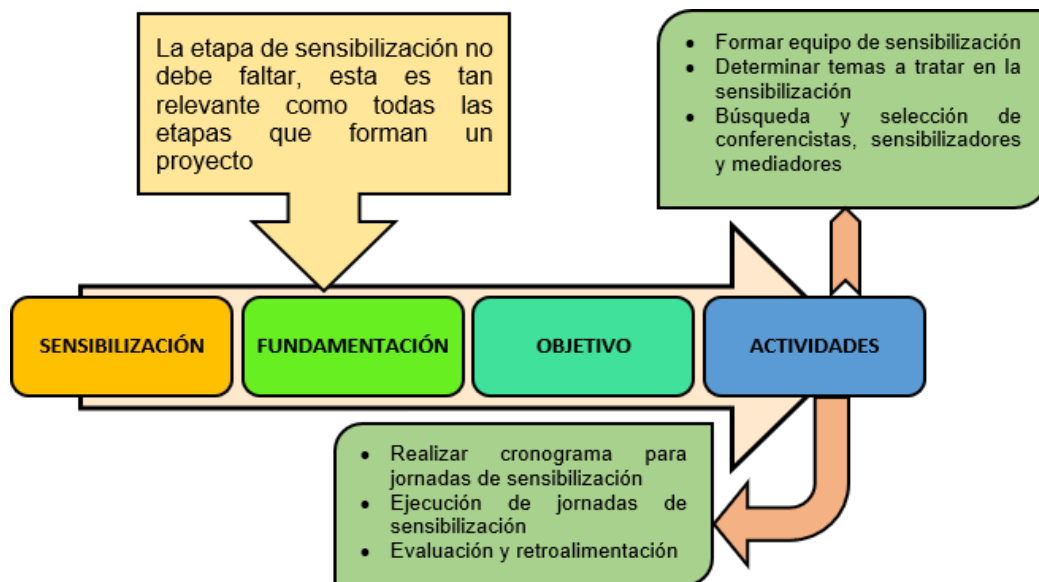 La etapa de sensibilización no
debe faltar, esta es tan
relevante como todas las
etapas que forman un
proyecto
• Formar equipo de sensibilización
• Determinar temas a tratar en la
sensibilización
• Búsqueda y selección de
conferencistas, sensibilizadores
y mediadores
SENSIBILIZACIÓN
FUNDAMENTACIÓN
OBJETIVO
ACTIVIDADES
• Realizar cronograma para
jornadas de sensibilización
• Ejecución de jornadas de
sensibilización
• Evaluación y retroalimentación